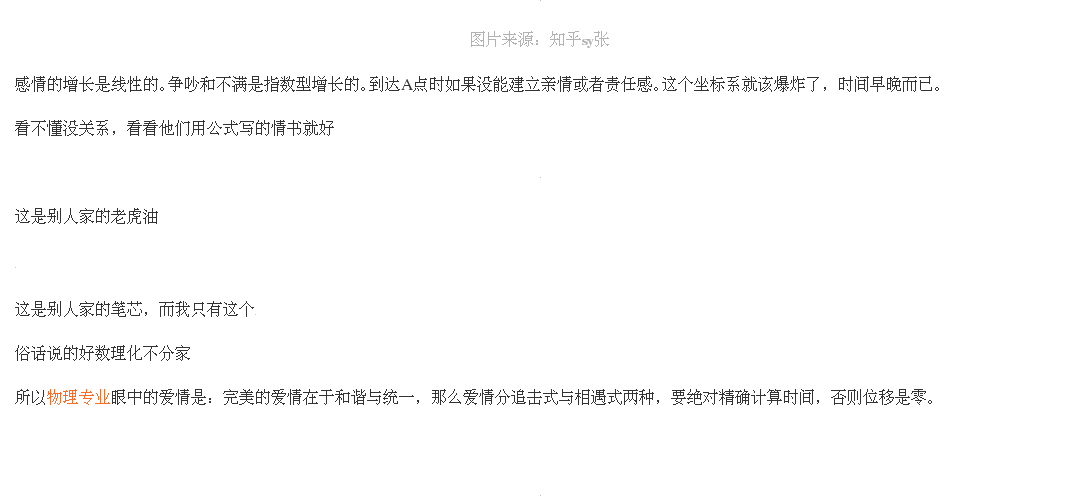 图片来源：知乎sy张
感情的增长是线性的。争吵和不满是指数型增长的。到达A点时如果没能建立亲情或者责任感。这个坐标系就该爆炸了，时间早晚而已。
看不懂没关系，看看他们用公式写的情书就好
这是别人家的老虎油
这是别人家的笔芯，而我只有这个
俗话说的好数理化不分家
所以物理专业眼中的爱情是：完美的爱情在于和谐与统一，那么爱情分追击式与相遇式两种，要绝对精确计算时间，否则位移是零。